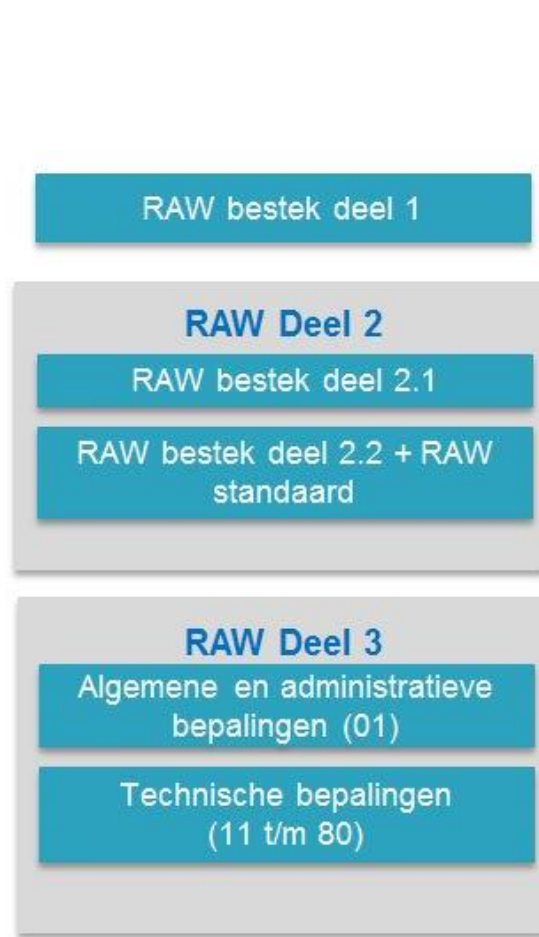 RAW bestek deel 1
RAW Deel 2
RAW bestek deel 2.1
RAW bestek deel 2.2 + RAW
standaard
RAW Deel 3
Algemene en administratieve
bepalingen (01)
Technische bepalingen
(11 t/m 80)